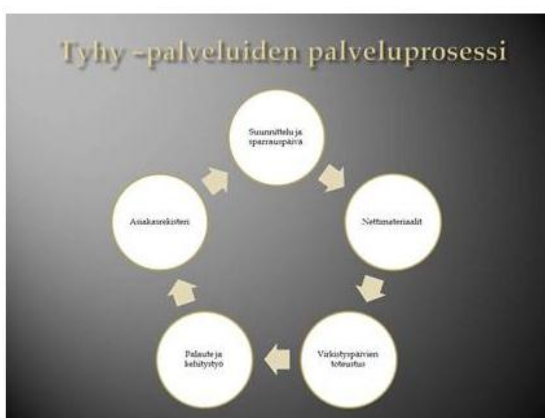 Tyhy –palveluiden palveluprosessi
Suunnittelu ja
sparrauspäivä
Nettimateriaalit
Virkistyspäivien
toteutus
Palaute ja
kehitystyö
Asiakasrekisteri